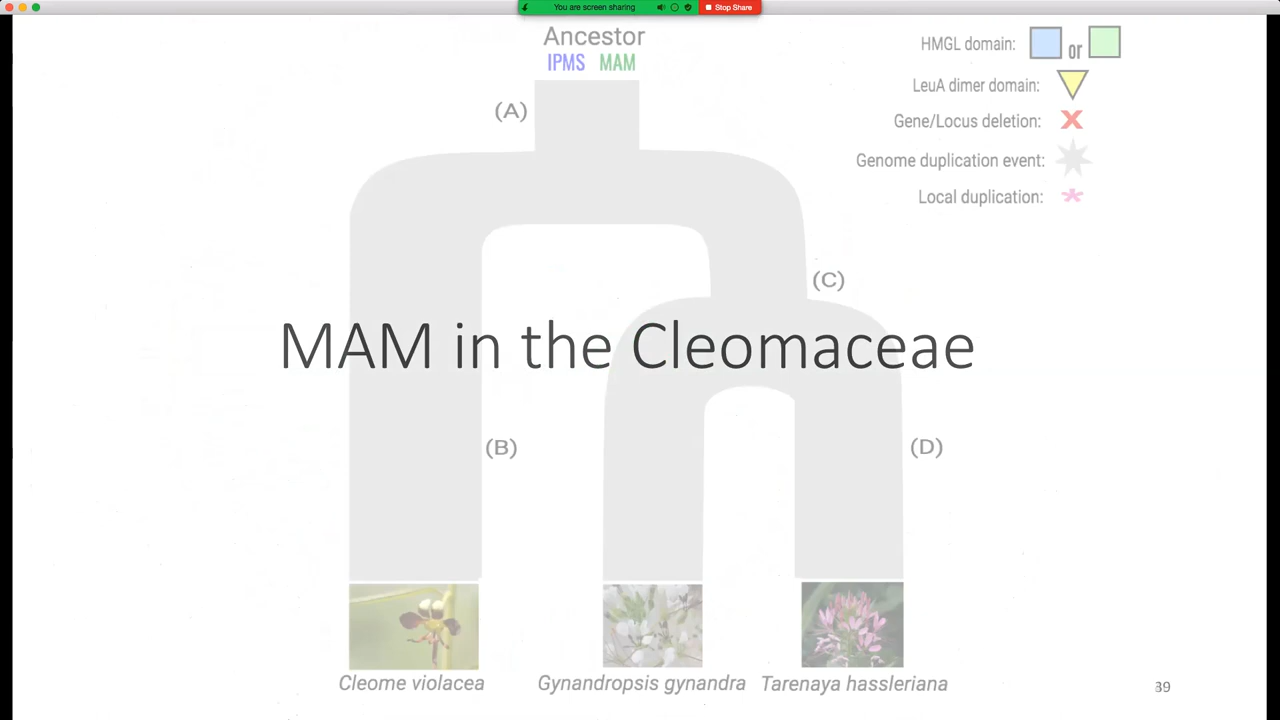 You are screen sharing
Stop Share
Ancestor
IPMS MAM
HMGL domain: or
(A)
LeuA dimer domain:
Gene/Locus deletion:
Genome duplication event:
Local duplication:
(C)
MAM in the Cleomaceae
(B)
(D)
Cleome violacea
Gynandropsis gynandra
Tarenaya hassleriana
39